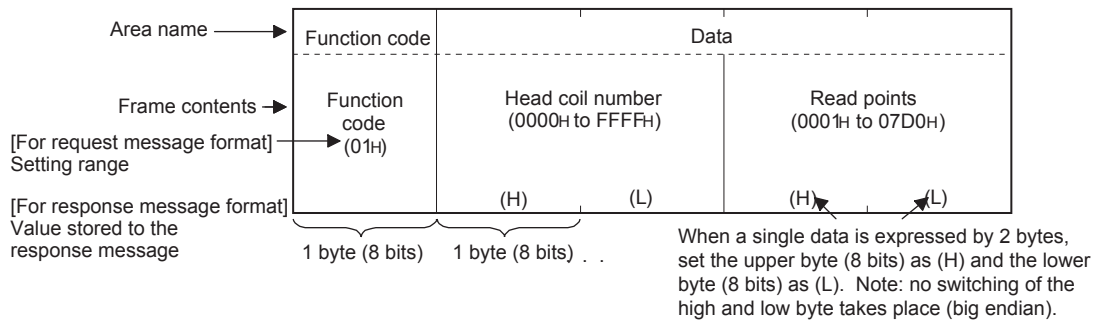 Area name
Function code
Data
Frame contents
Function
code
(01H)
Head coil number
(0000H to FFFFH)
Read points
(0001H to 07D0H)
[For request message format]
Setting range
(H)
(L)
(H)
(L)
[For response message format]
Value stored to the
response message
1 byte (8 bits)
1 byte (8 bits) . .
When a single data is expressed by 2 bytes,
set the upper byte (8 bits) as (H) and the lower
byte (8 bits) as (L). Note: no switching of the
high and low byte takes place (big endian).